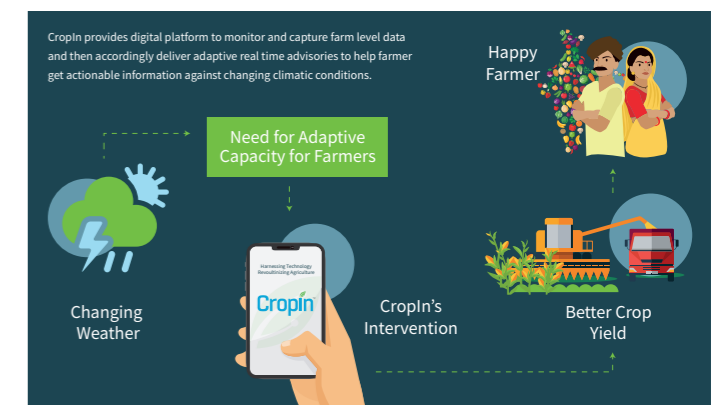 CropIn provides digital platform to monitor and capture farm level data
and then accordingly deliver adaptive real time advisories to help farmer
get actionable information against changing climatic conditions.
Happy
Farmer
Need for Adaptive
Capacity for Farmers
Changing
Weather
Harnessing Technology
Revoultinizing Agriculture
Cropin
CropIn's
Intervention
Better Crop
Yield